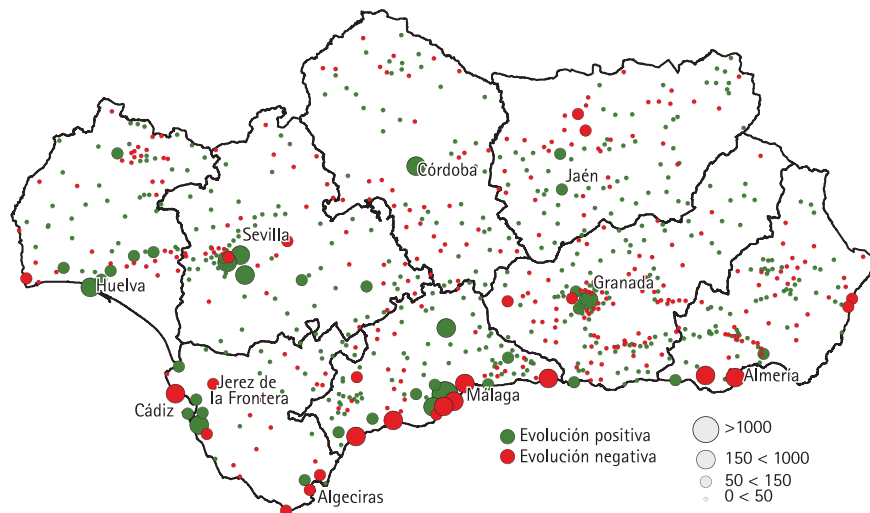 Córdoba
Jaén
Sevilla
Huelva
Granada
Jerez de
la Frontera
Cádiz
Málaga
Almería
Algeciras
Evolución positiva
Evolución negativa
>1000
150 < 1000
50 < 150
0 < 50